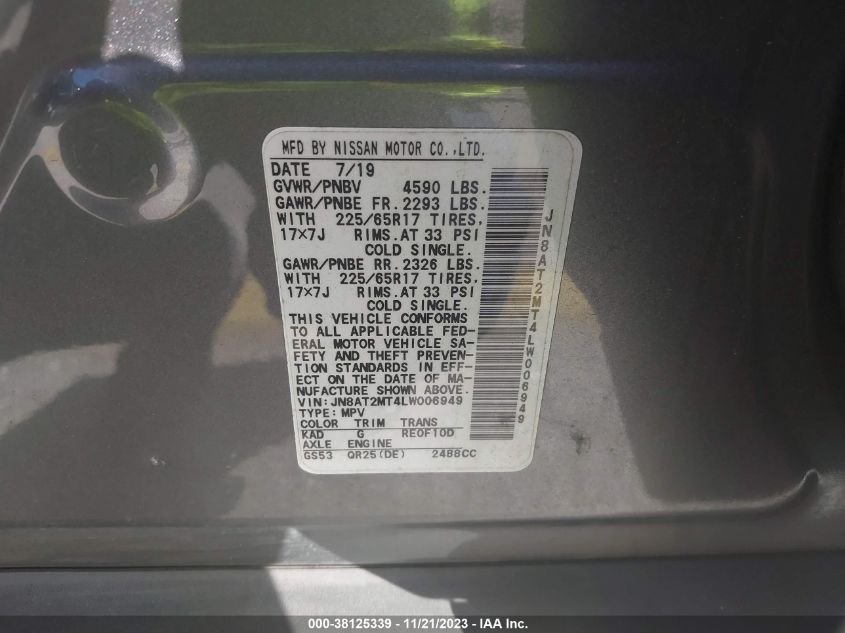 MFD BY NISSAN MOTOR CO.,LTD.
DATE 7/19
GVWR/PNBV 4590 LBS.
GAWR/PNBE FR.2293 LBS.
WITH 225/65R17 TIRES,
17×7J RIMS.AT 33 PSI
COLD SINGLE.
GAWR/PNBE RR.2326 LBS.
WITH 225/65R17 TIRES,
17×7J RIMS.AT 33 PSI
COLD SINGLE.
THIS VEHICLE CONFORMS
TO ALL APPLICABLE FED-
ERAL MOTOR VEHICLE SA-
FETY AND THEFT PREVEN-
TION STANDARDS IN EFF-
ECT ON THE DATE OF MA-
NUFACTURE SHOWN ABOVE.
VIN:JN8AT2MT4LW006949
TYPE:MPV
COLOR TRIM TRANS
KAD G RE0F10D
AXLE ENGINE
GS53 QR25(DE) 2488CC
JN8AT2MT4LW006949
000-38125339 - 11/21/2023 - IAA Inc.